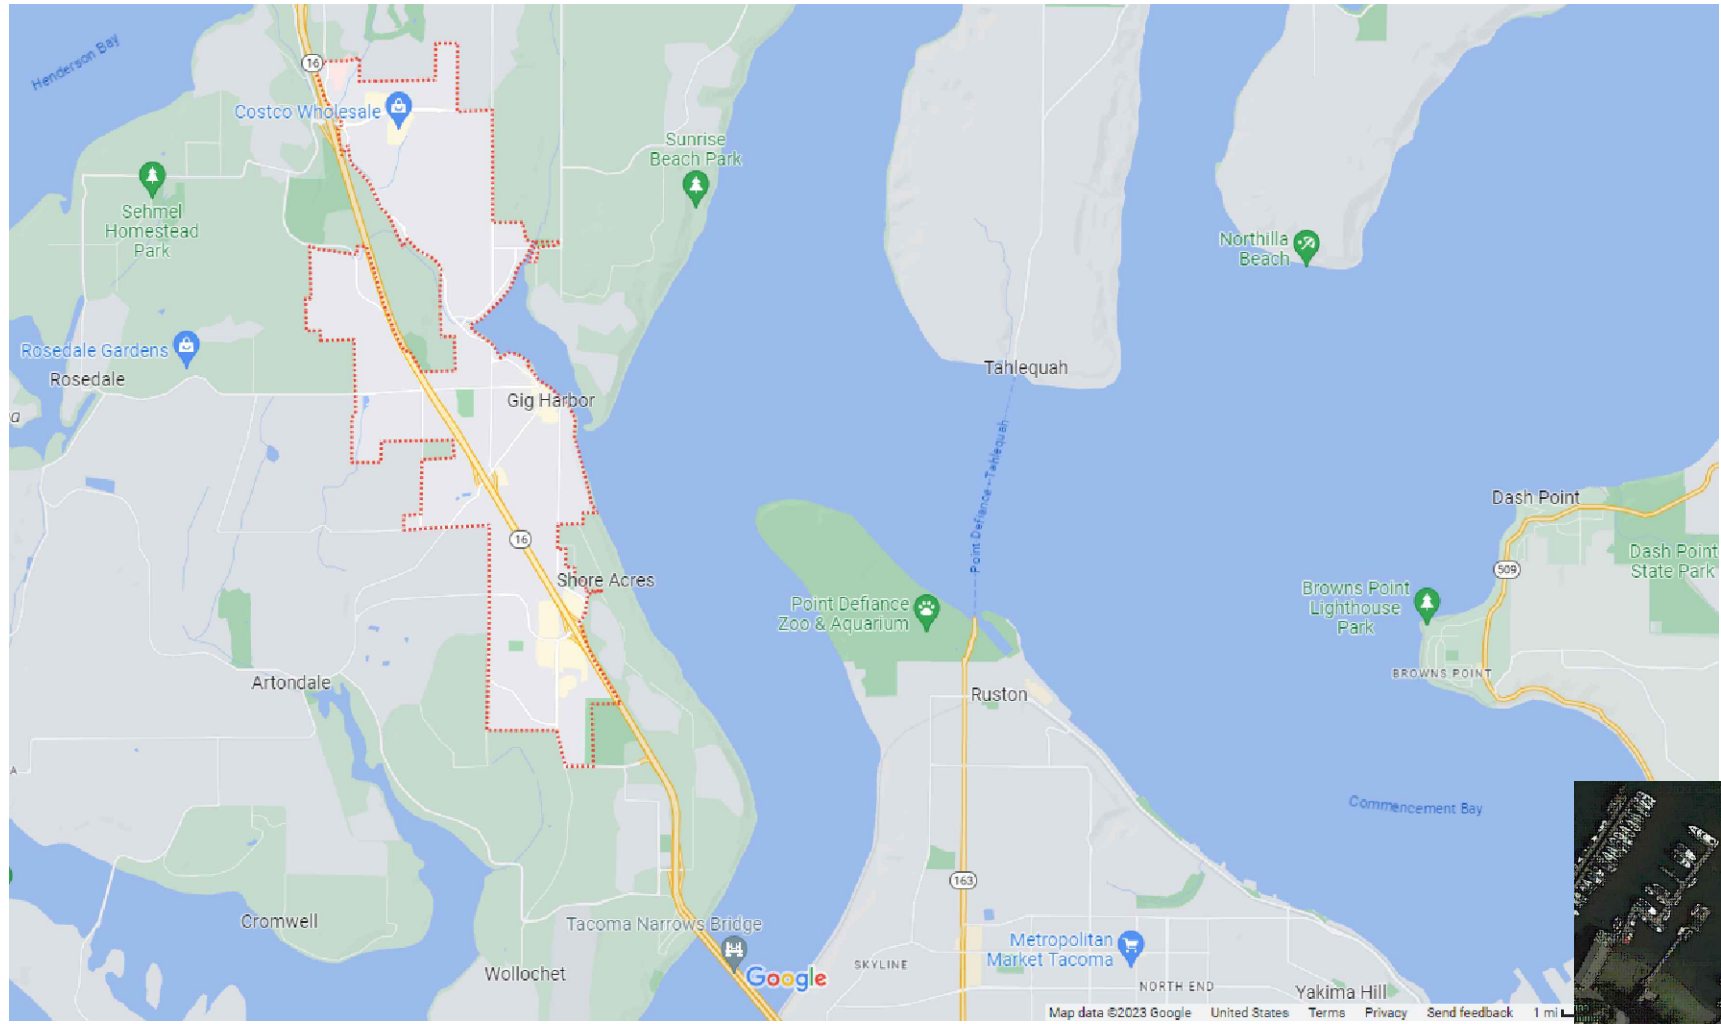 Henderson Bay
16
Costco Wholesale
Sunrise
Beach Park
Sehmel
Homestead
Park
Northilla
Beach
Rosedale Gardens
Rosedale
a
Gig Harbor
Tahlequah
Point Defiance - Tahlequah
Dash Point
16
Dash Point
State Park
509
Shore Acres
Point Defiance
Zoo & Aquarium
Browns Point
Lighthouse
Park
BROWNS POINT
Artondale
Ruston
A
Commencement Bay
163
Cromwell
Tacoma Narrows Bridge
Metropolitan
Market Tacoma
SKYLINE
Wollochet
Google
NORTH END
Yakima Hill
Map data ©2023 Google United States Terms Privacy Send feedback 1 mi